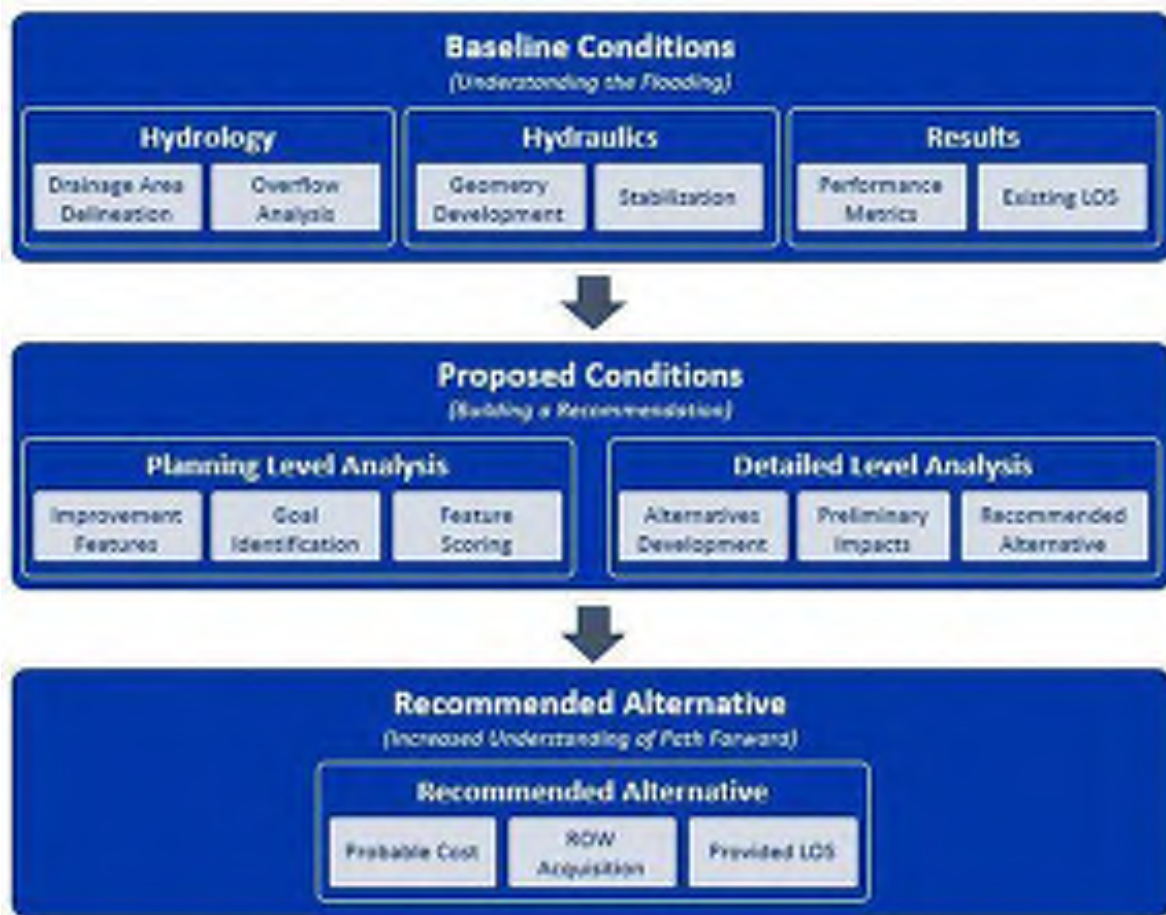 Baseline Conditions
(Understanding the Flooding)
Hydrology
Hydraulics
Results
Drainage Area
Delineation
Overflow
Analysis
Geometry
Development
Stabilization
Performance
Metrics
Existing LOS
Proposed Conditions
(Building a Recommendation)
Planning Level Analysis
Detailed Level Analysis
Improvement
Features
Goal
Identification
Feature
Scoring
Alternatives
Development
Preliminary
Impacts
Recommended
Alternative
Recommended Alternative
(Increased Understanding of Path Forward)
Recommended Alternative
Probable Cost
ROW
Acquisition
Provided LOS